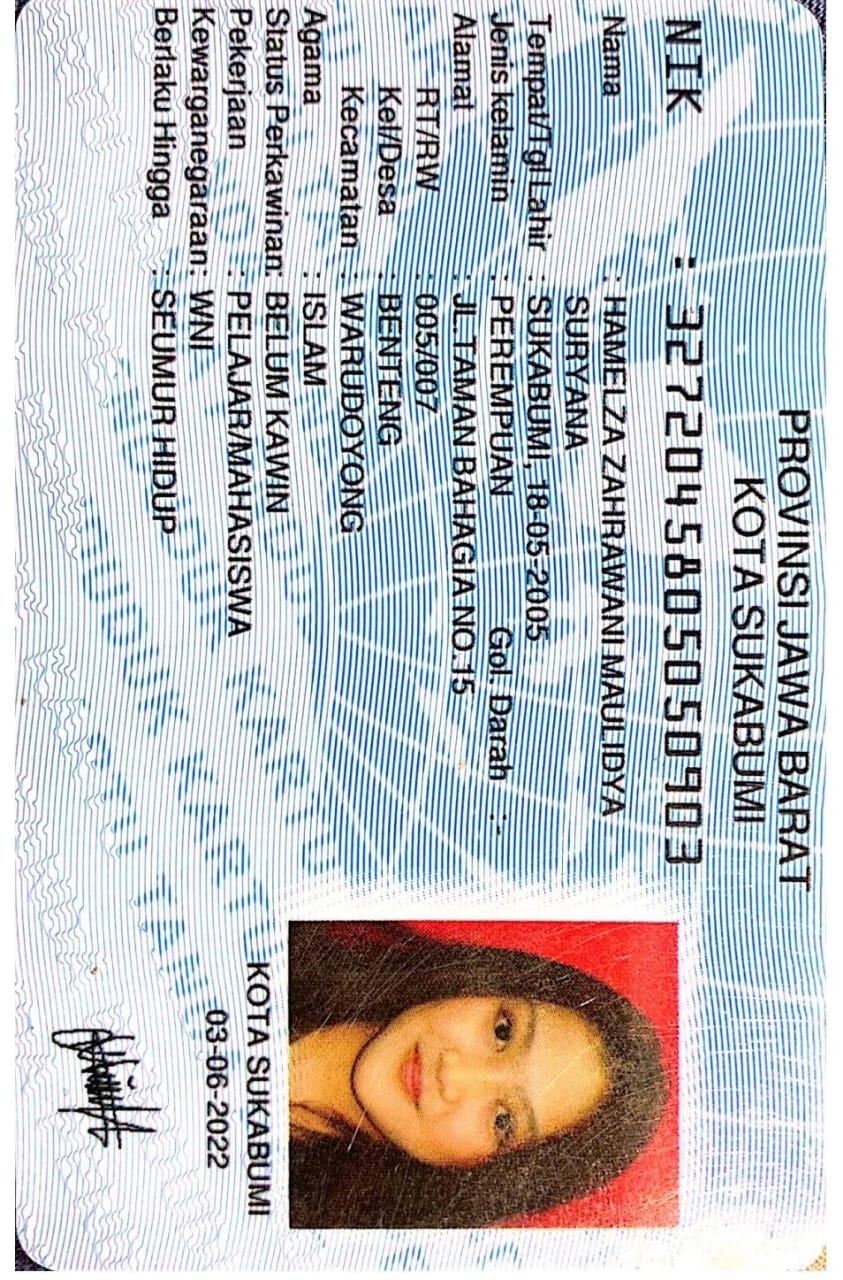 PROVINSI JAWA BARAT
KOTA SUKABUMI
NIK : 3272045805050903
Nama : HAMELZA ZAHRAWANI MAULIDYA
SURYANA
Tempat/Tgl Lahir : SUKABUMI, 18-05-2005
Jenis kelamin : PEREMPUAN Gol. Darah :-
Alamat : JL.TAMAN BAHAGIA NO.15
RT/RW : 005/007
Kel/Desa : BENTENG
Kecamatan : WARUDOYONG
Agama : ISLAM
Status Perkawinan: BELUM KAWIN
Pekerjaan : PELAJAR/MAHASISWA
Kewarganegaraan: WNI
Berlaku Hingga : SEUMUR HIDUP
KOTA SUKABUMI
03-06-2022